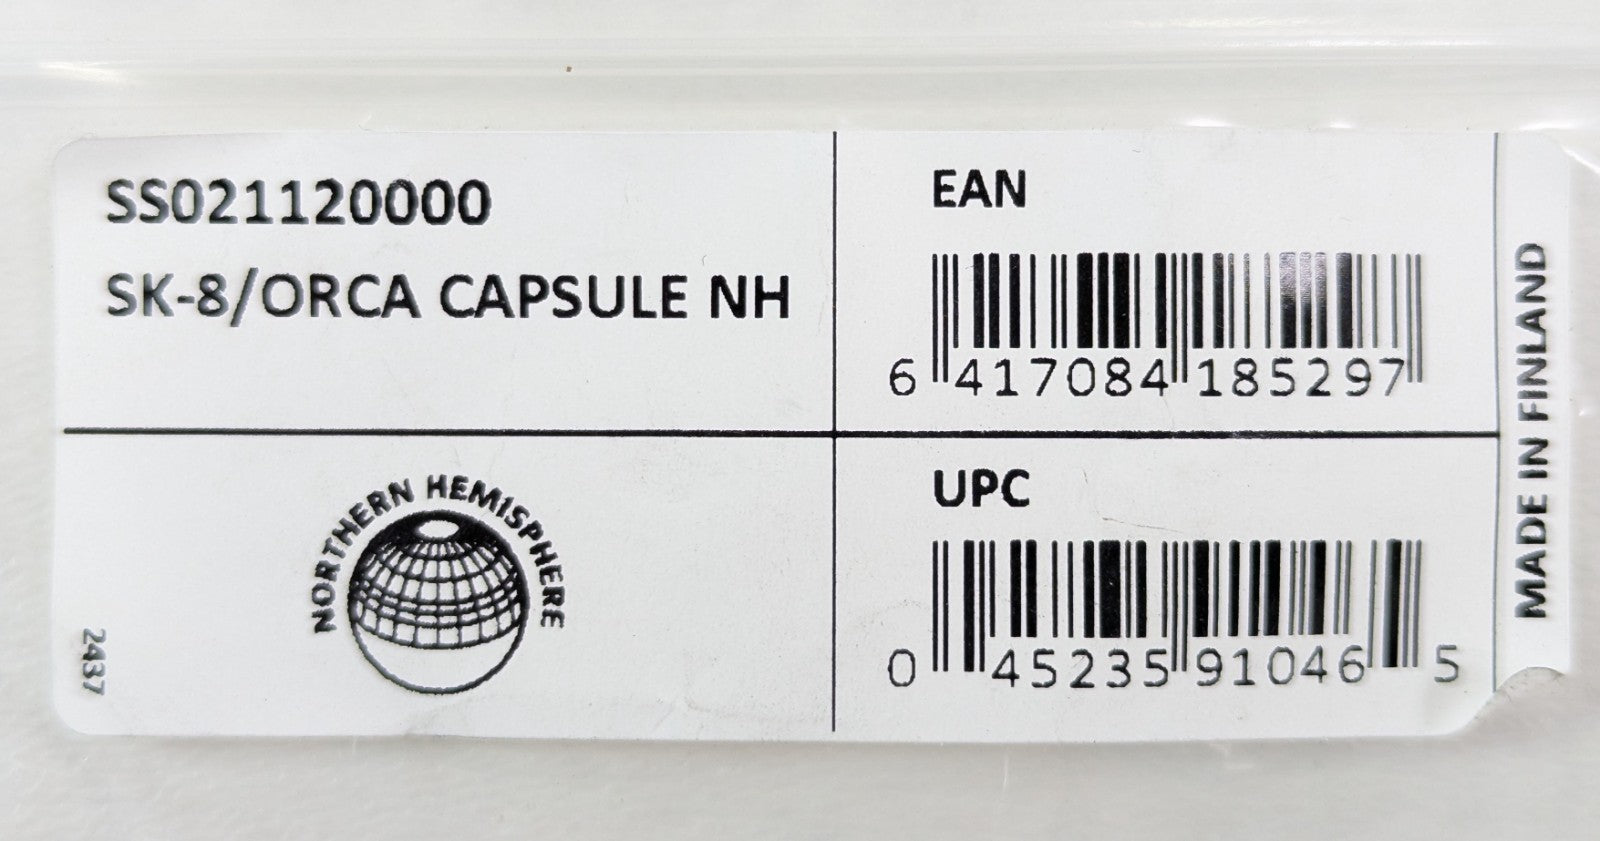 SS021120000
SK-8/ORCA CAPSULE NH
EAN
6 417084 185297
NORTHERN HEMISPHERE
2437
UPC
0 45235 91046 5
MADE IN FINLAND